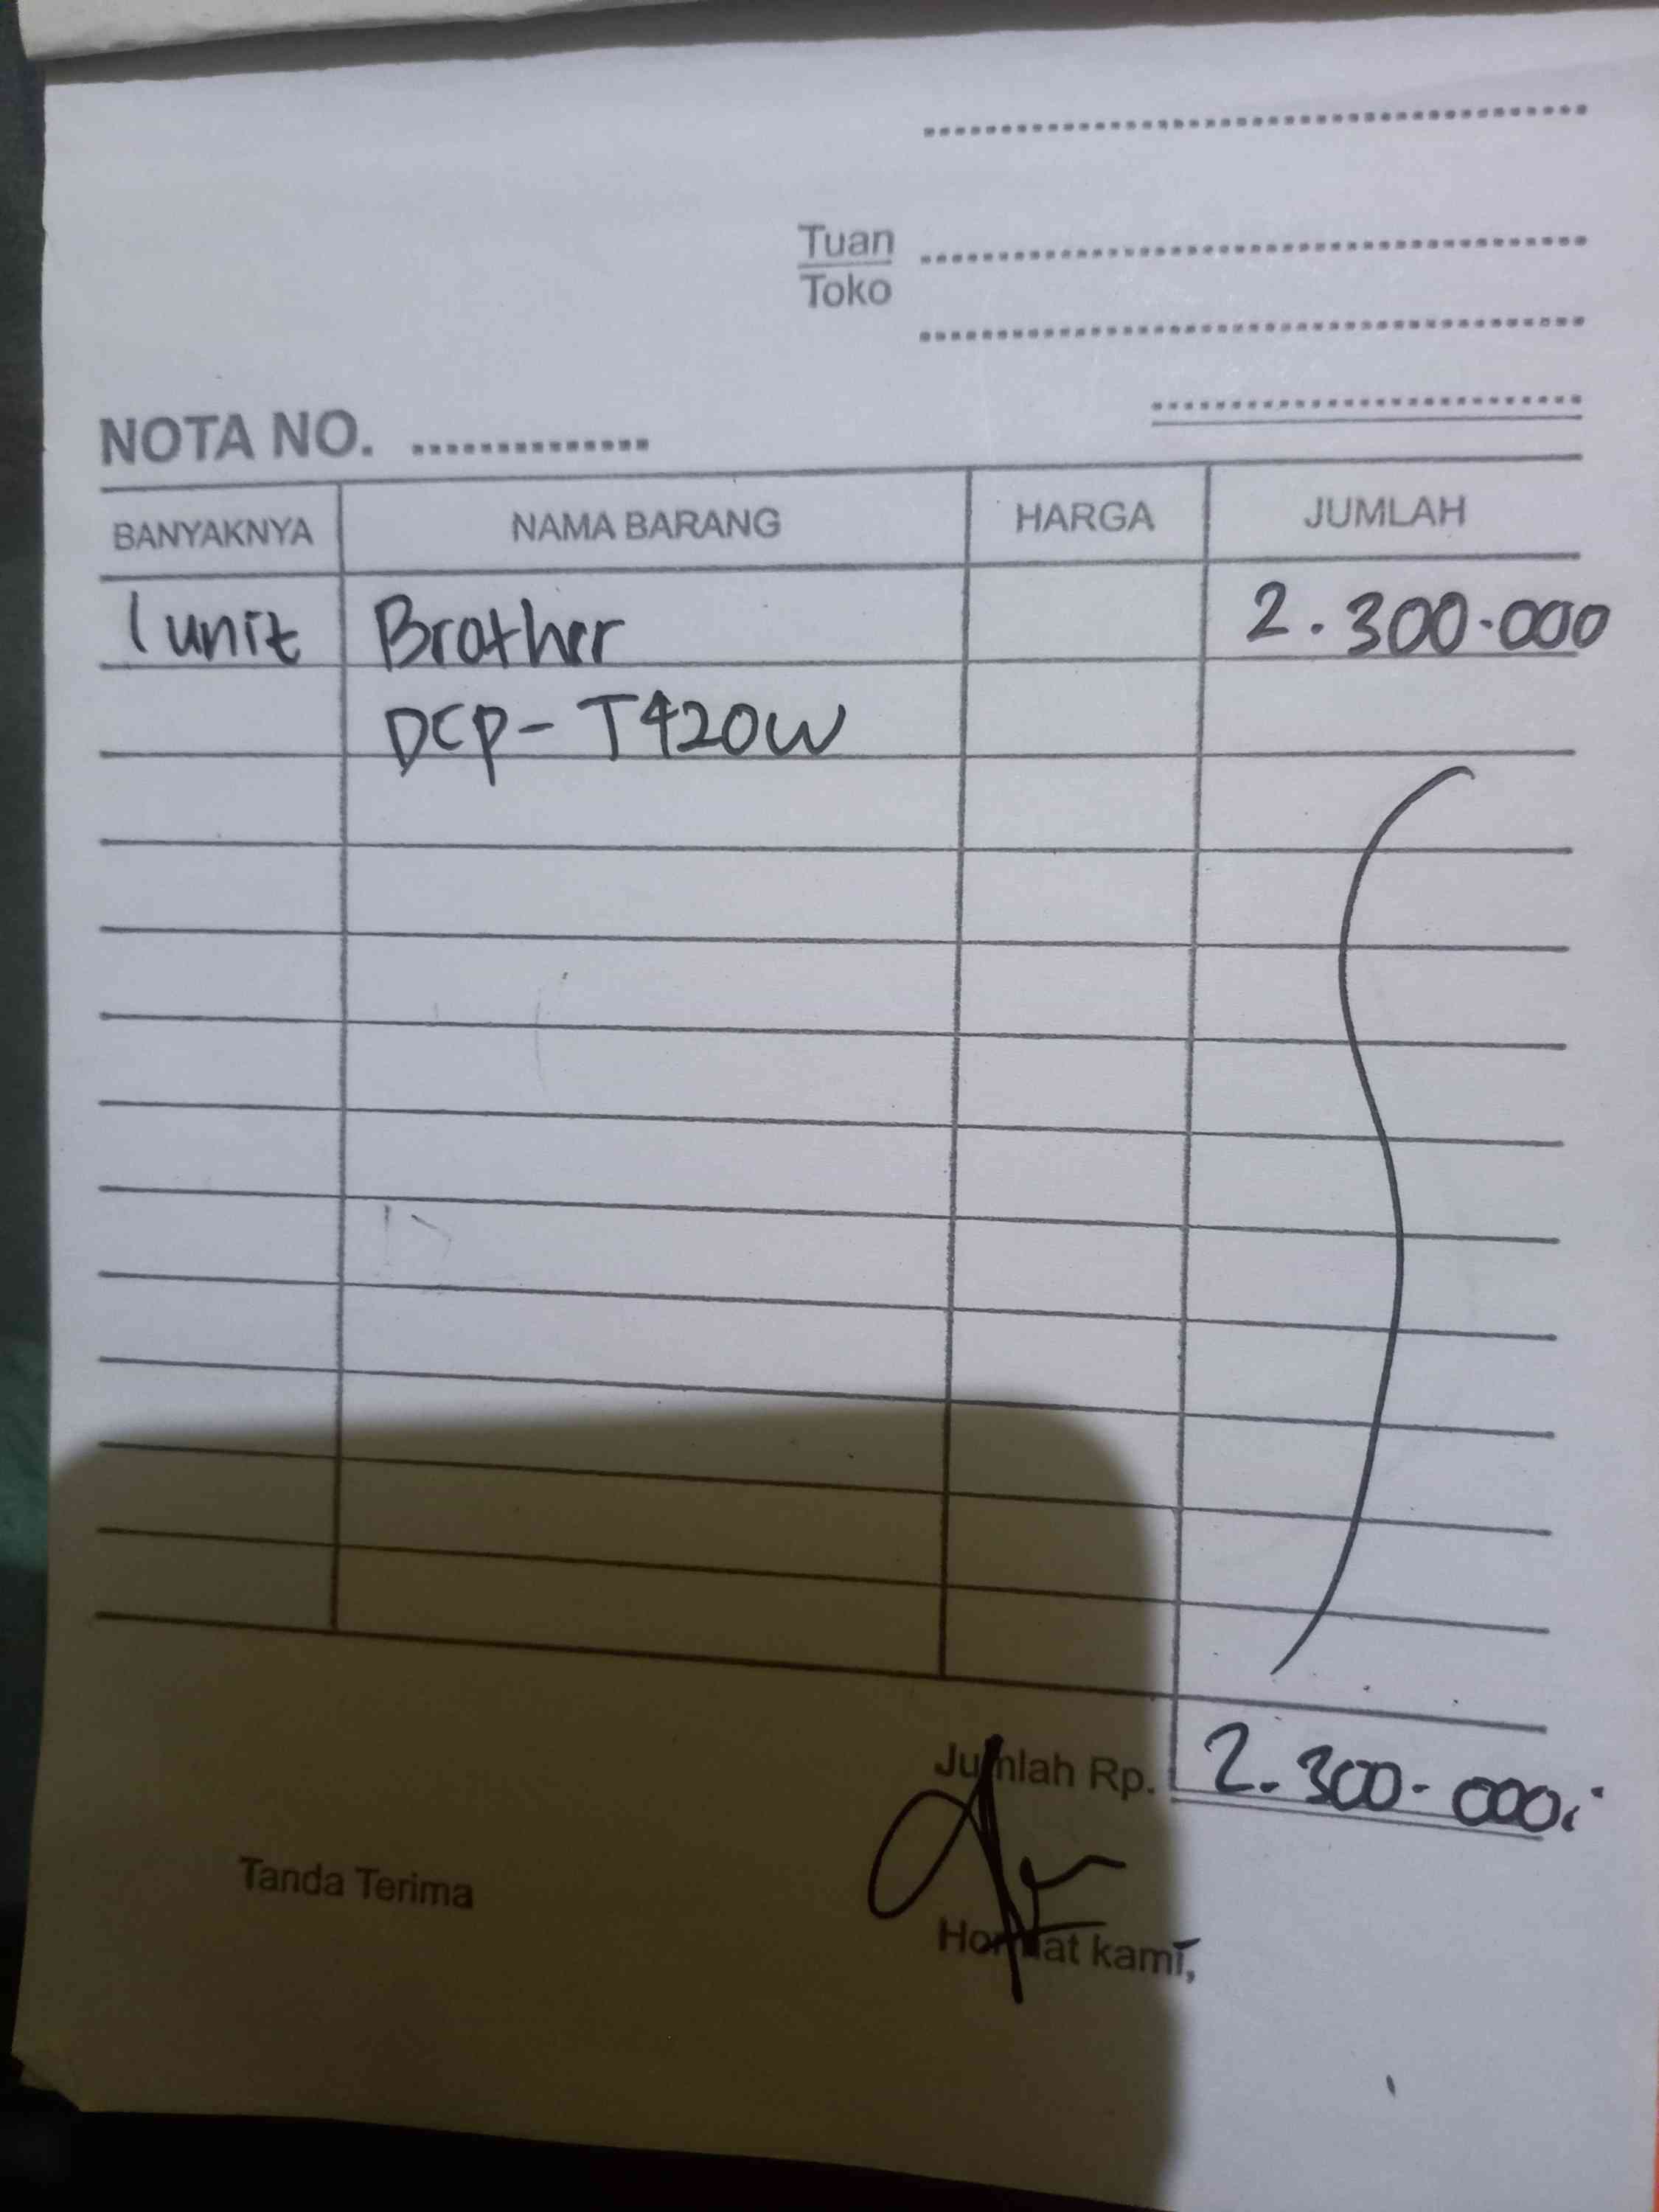 Tuan
Toko
NOTA NO.
BANYAKNYA NAMA BARANG HARGA JUMLAH
1 unit Brother 2.300.000
DCP-T420W
Jumlah Rp. 2.300.000
Tanda Terima Hormat kami,